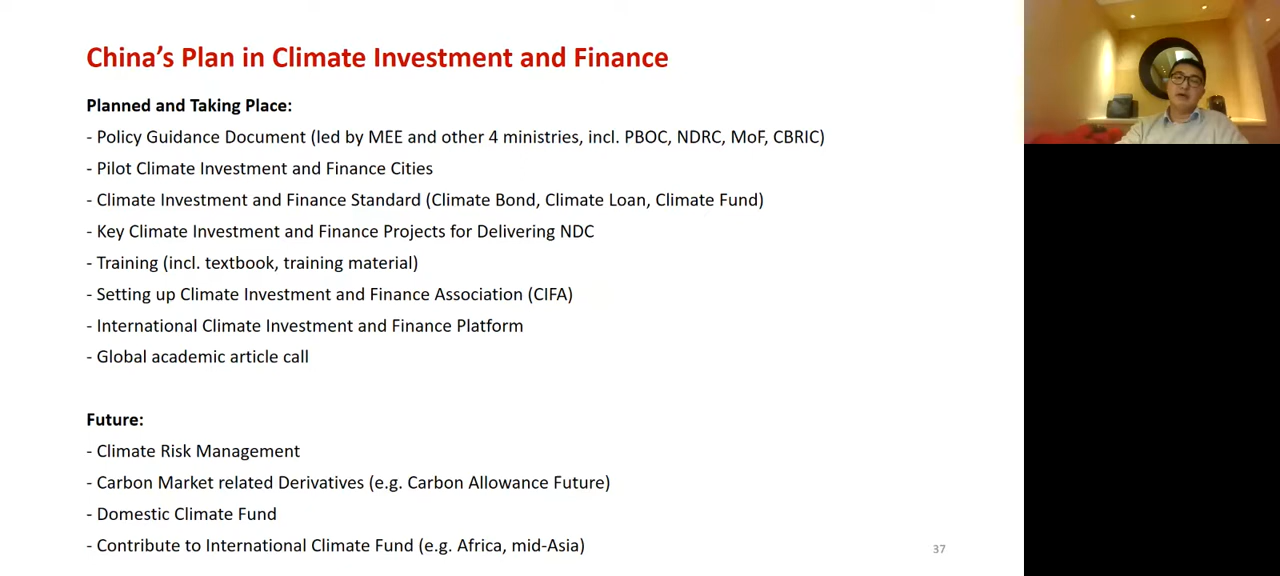 China's Plan in Climate Investment and Finance
Planned and Taking Place:
- Policy Guidance Document (led by MEE and other 4 ministries, incl. PBOC, NDRC, MoF, CBRIC)
- Pilot Climate Investment and Finance Cities
- Climate Investment and Finance Standard (Climate Bond, Climate Loan, Climate Fund)
- Key Climate Investment and Finance Projects for Delivering NDC
- Training (incl. textbook, training material)
- Setting up Climate Investment and Finance Association (CIFA)
- International Climate Investment and Finance Platform
- Global academic article call
Future:
- Climate Risk Management
- Carbon Market related Derivatives (e.g. Carbon Allowance Future)
- Domestic Climate Fund
- Contribute to International Climate Fund (e.g. Africa, mid-Asia)
37